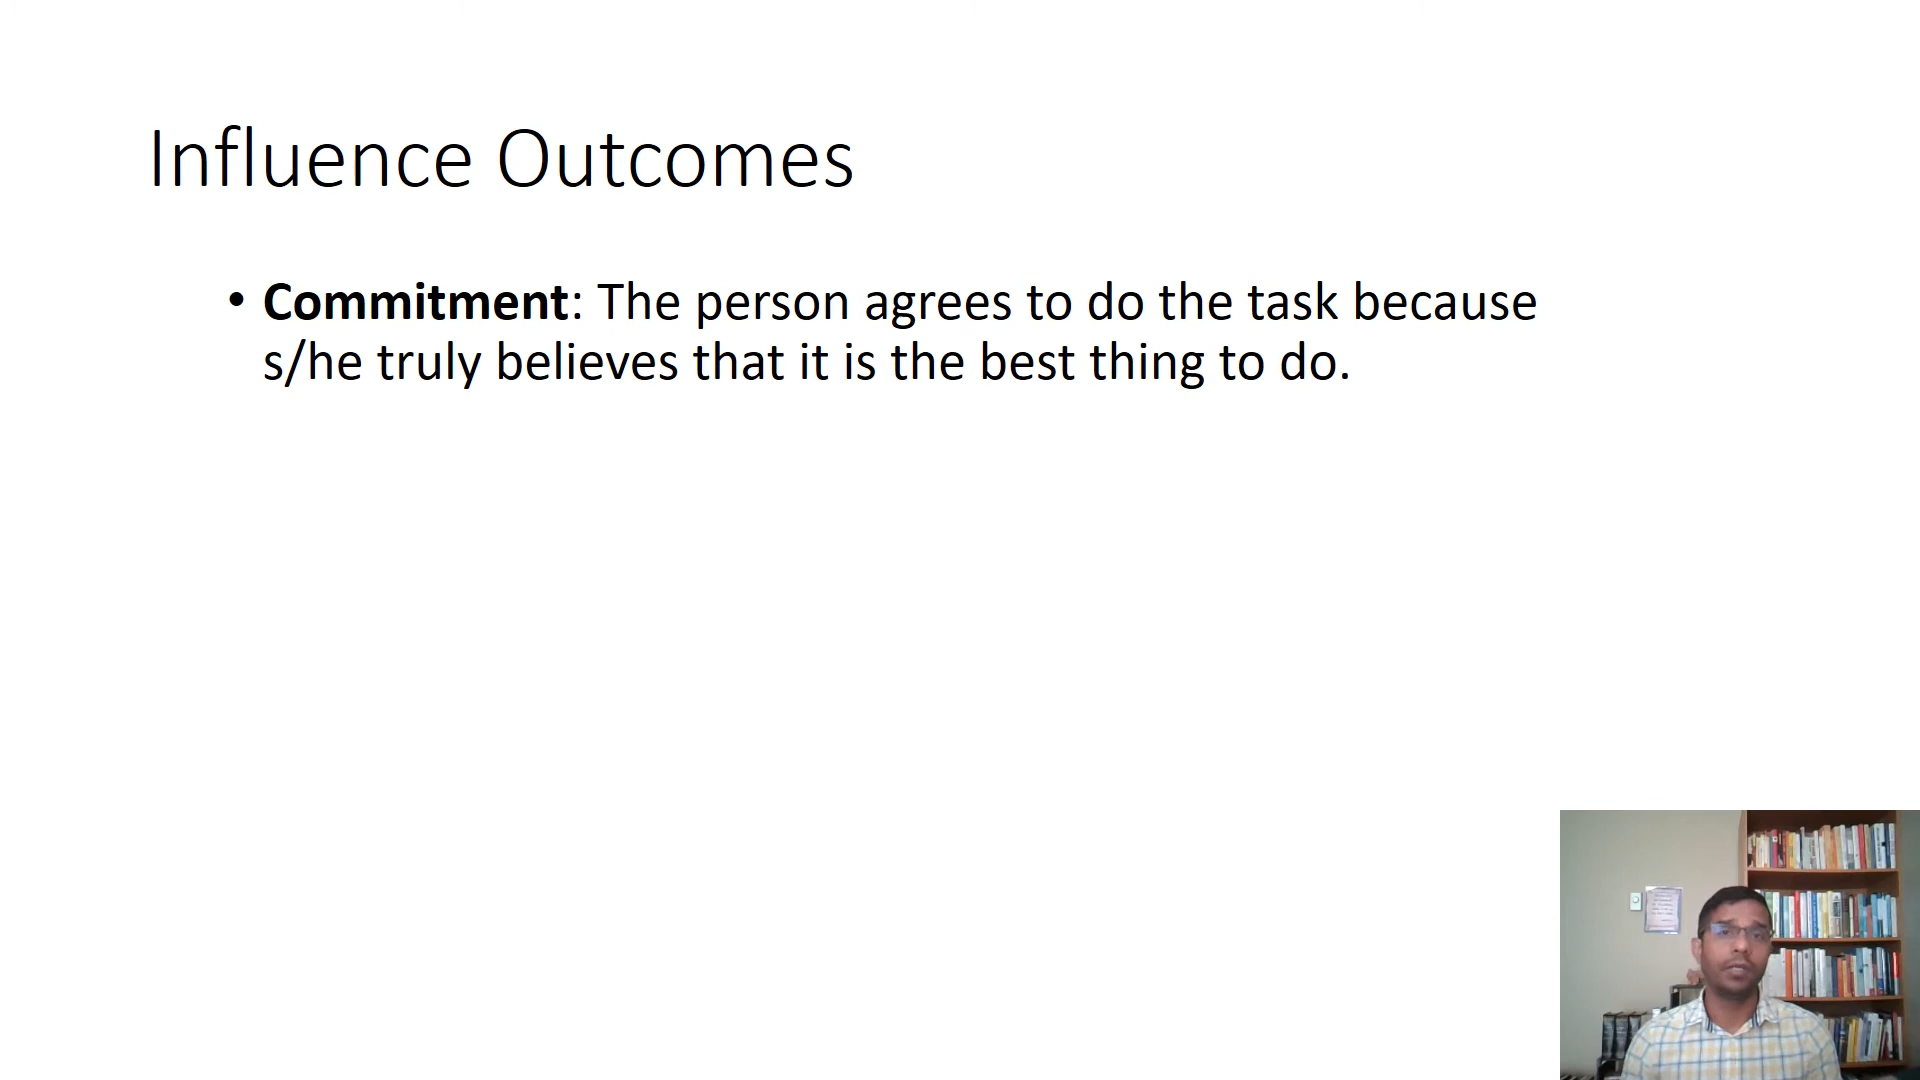 Influence Outcomes
• Commitment: The person agrees to do the task because
s/he truly believes that it is the best thing to do.